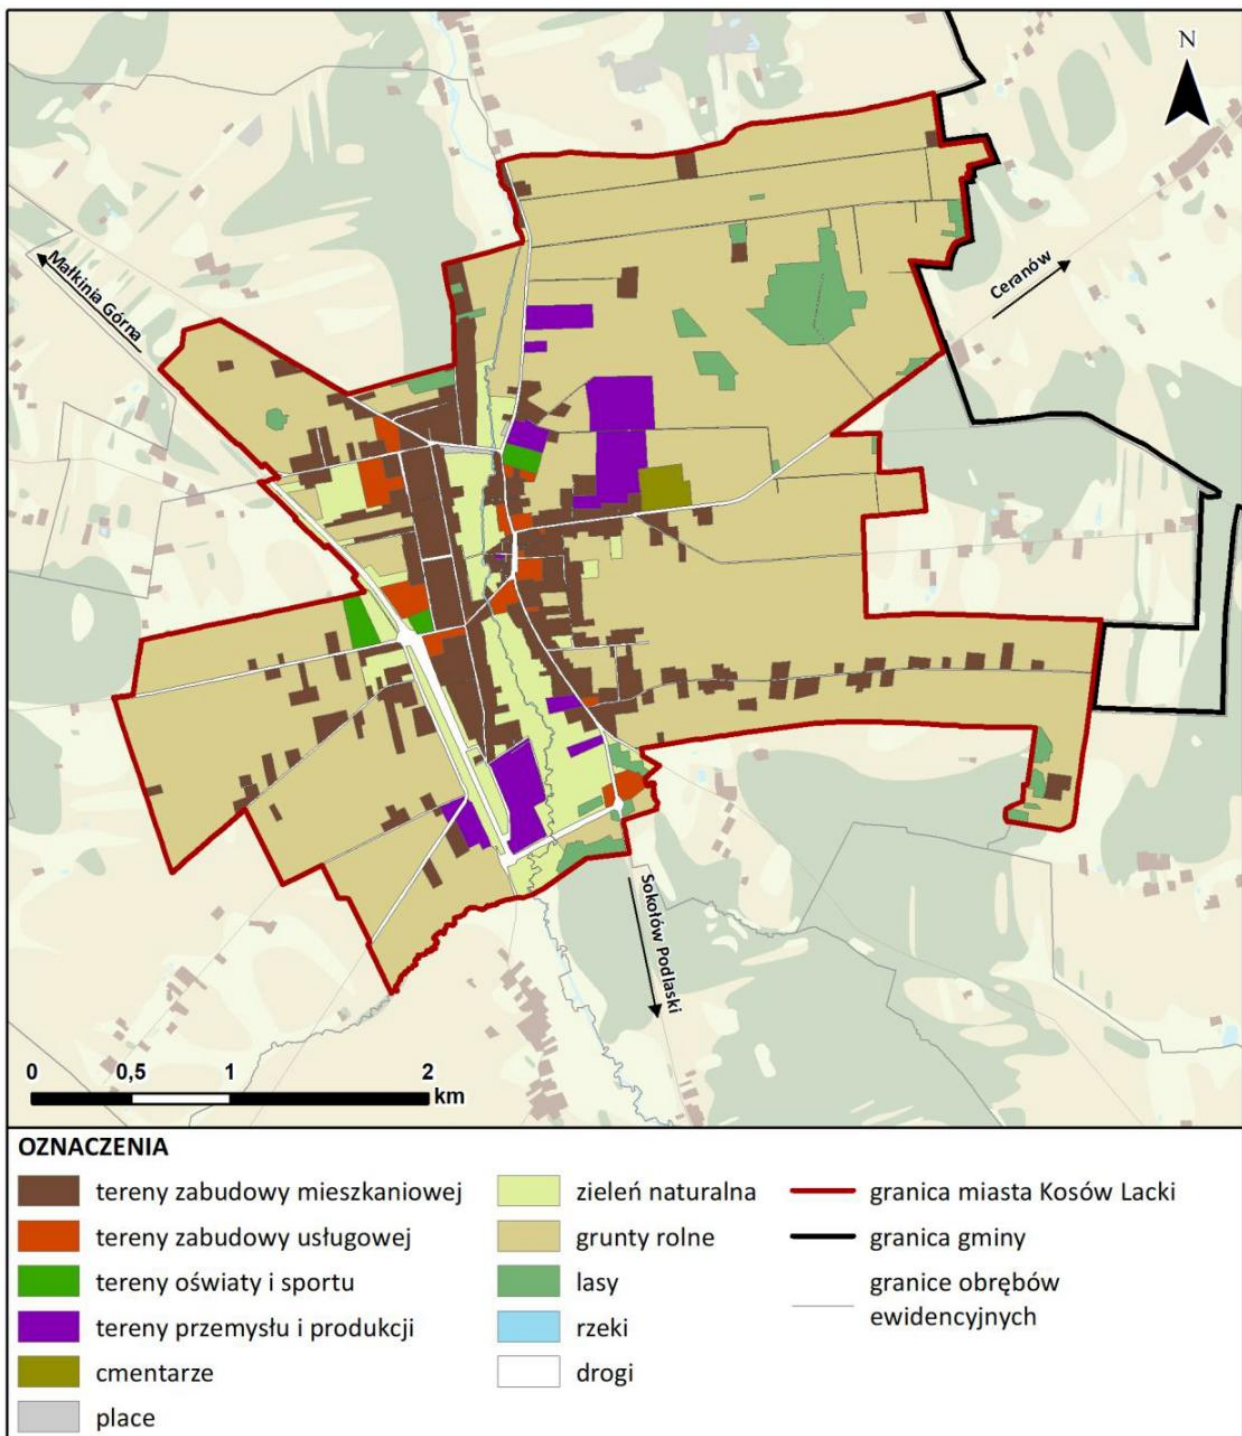 N
Małkinia Górna
Ceranów
Sokołów Podlaski
0 0,5 1 2
km
OZNACZENIA
tereny zabudowy mieszkaniowej
tereny zabudowy usługowej
tereny oświaty i sportu
tereny przemysłu i produkcji
cmentarze
place
zieleń naturalna
grunty rolne
lasy
rzeki
drogi
granica miasta Kosów Lacki
granica gminy
granice obrębów
ewidencyjnych